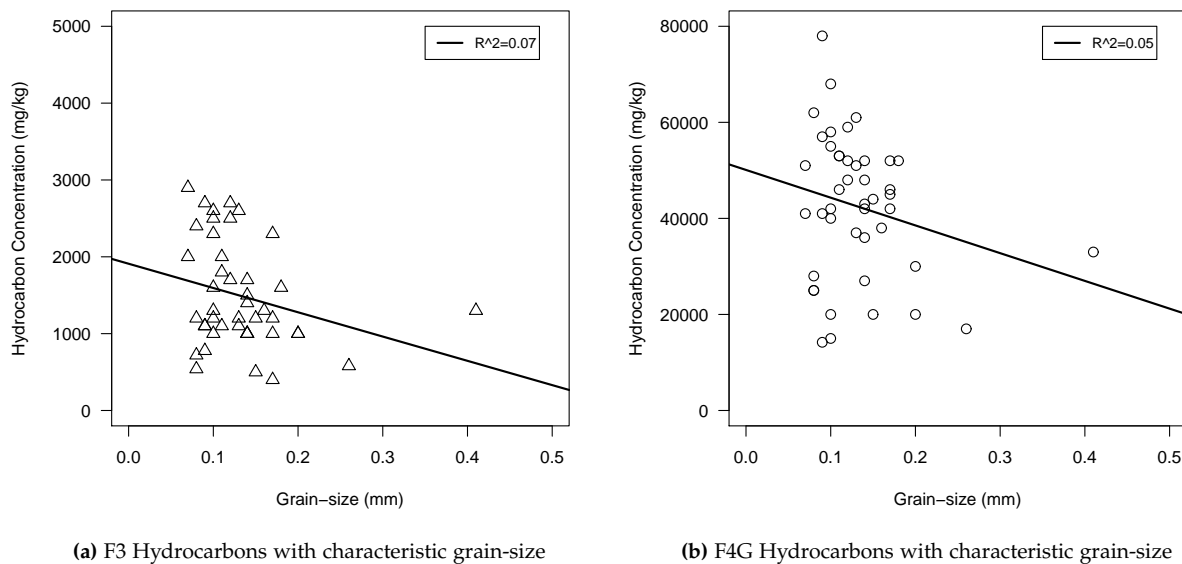 R^2=0.07
5000
4000
3000
2000
1000
0
Hydrocarbon Concentration (mg/kg)
0.0 0.1 0.2 0.3 0.4 0.5
Grain−size (mm)
(a) F3 Hydrocarbons with characteristic grain-size
R^2=0.05
80000
60000
40000
20000
0
Hydrocarbon Concentration (mg/kg)
0.0 0.1 0.2 0.3 0.4 0.5
Grain−size (mm)
(b) F4G Hydrocarbons with characteristic grain-size